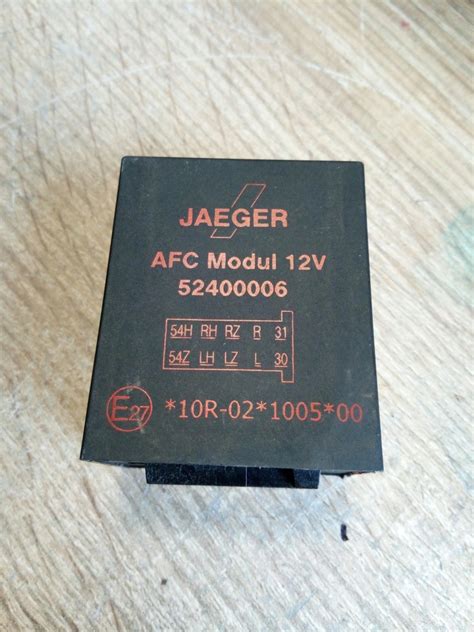 JAEGER
AFC Modul 12V
52400006
54H RH RZ R 31
54Z LH LZ L 30
E27 *10R-02*1005*00